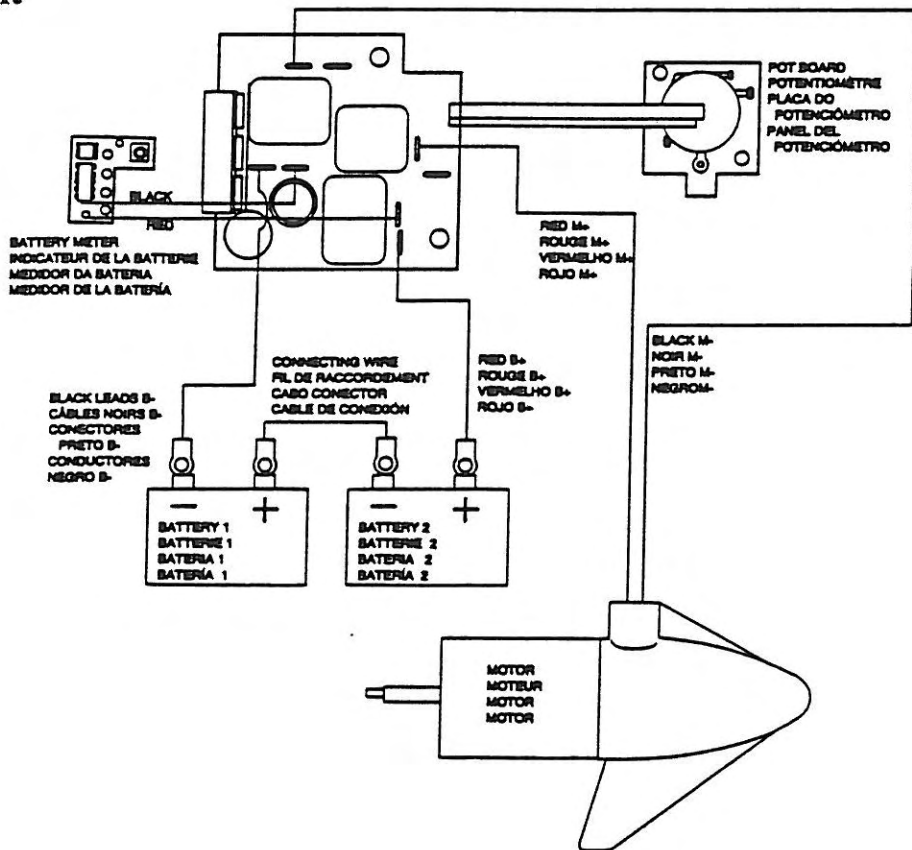 POT BOARD
POTENTIOMÈTRE
PLACA DO
POTENCIÓMETRO
PANEL DEL
POTENCIÓMETRO
BLACK
RED
BATTERY METER
INDICATEUR DE LA BATTERIE
MEDIDOR DA BATERIA
MEDIDOR DE LA BATERÍA
RED M+
ROUGE M+
VERMELHO M+
ROJO M+
BLACK M-
NOIR M-
PRETO M-
NEGROM-
CONNECTING WIRE
FIL DE RACCORDEMENT
CABO CONECTOR
CABLE DE CONEXIÓN
RED B+
ROUGE B+
VERMELHO B+
ROJO B+
BLACK LEADS B-
CÂBLES NOIRS B-
CONECTORES
PRETO B-
CONDUCTORES
NEGRO B-
− +
BATTERY 1
BATTERIE 1
BATERIA 1
BATERÍA 1
− +
BATTERY 2
BATTERIE 2
BATERIA 2
BATERÍA 2
MOTOR
MOTEUR
MOTOR
MOTOR